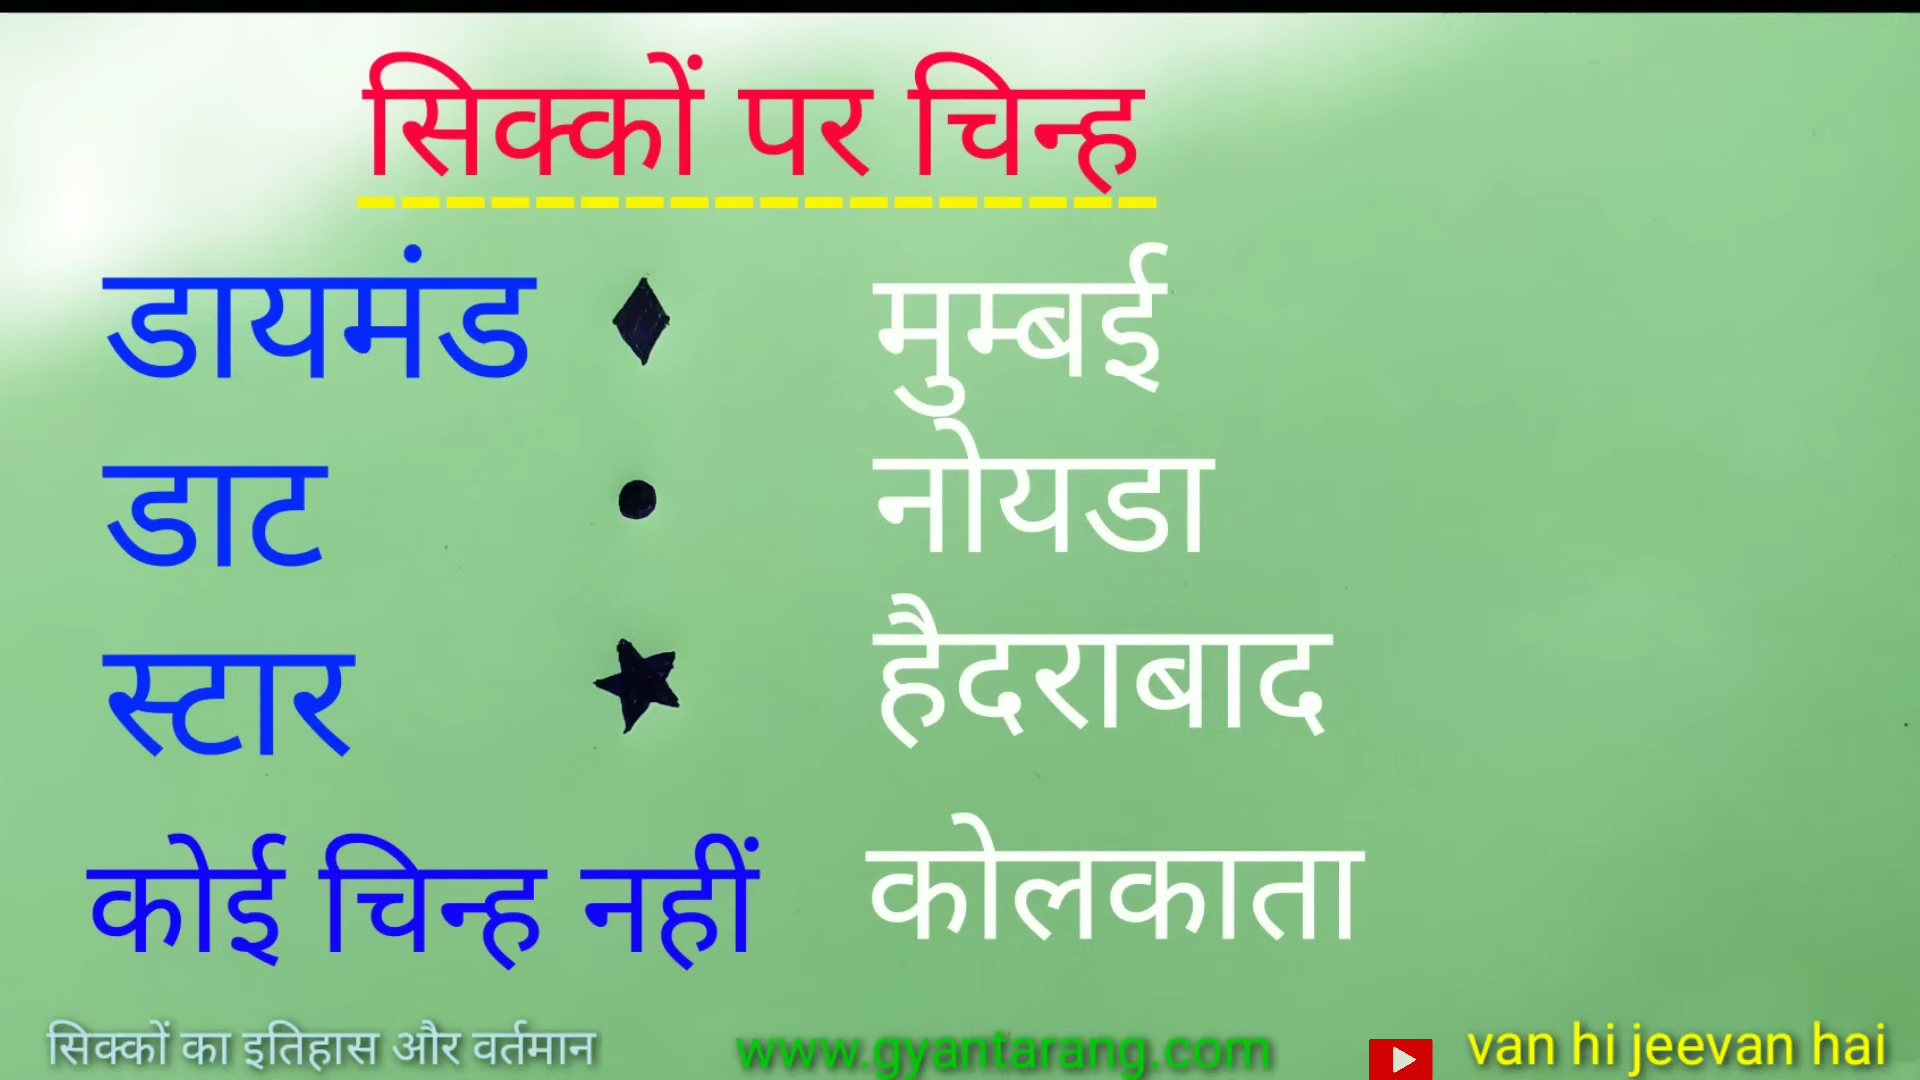 सिक्कों पर चिन्ह
डायमंड ♦ मुम्बई
डाट • नोयडा
स्टार ★ हैदराबाद
कोई चिन्ह नहीं कोलकाता
सिक्कों का इतिहास और वर्तमान www.gyantarang.com van hi jeevan hai